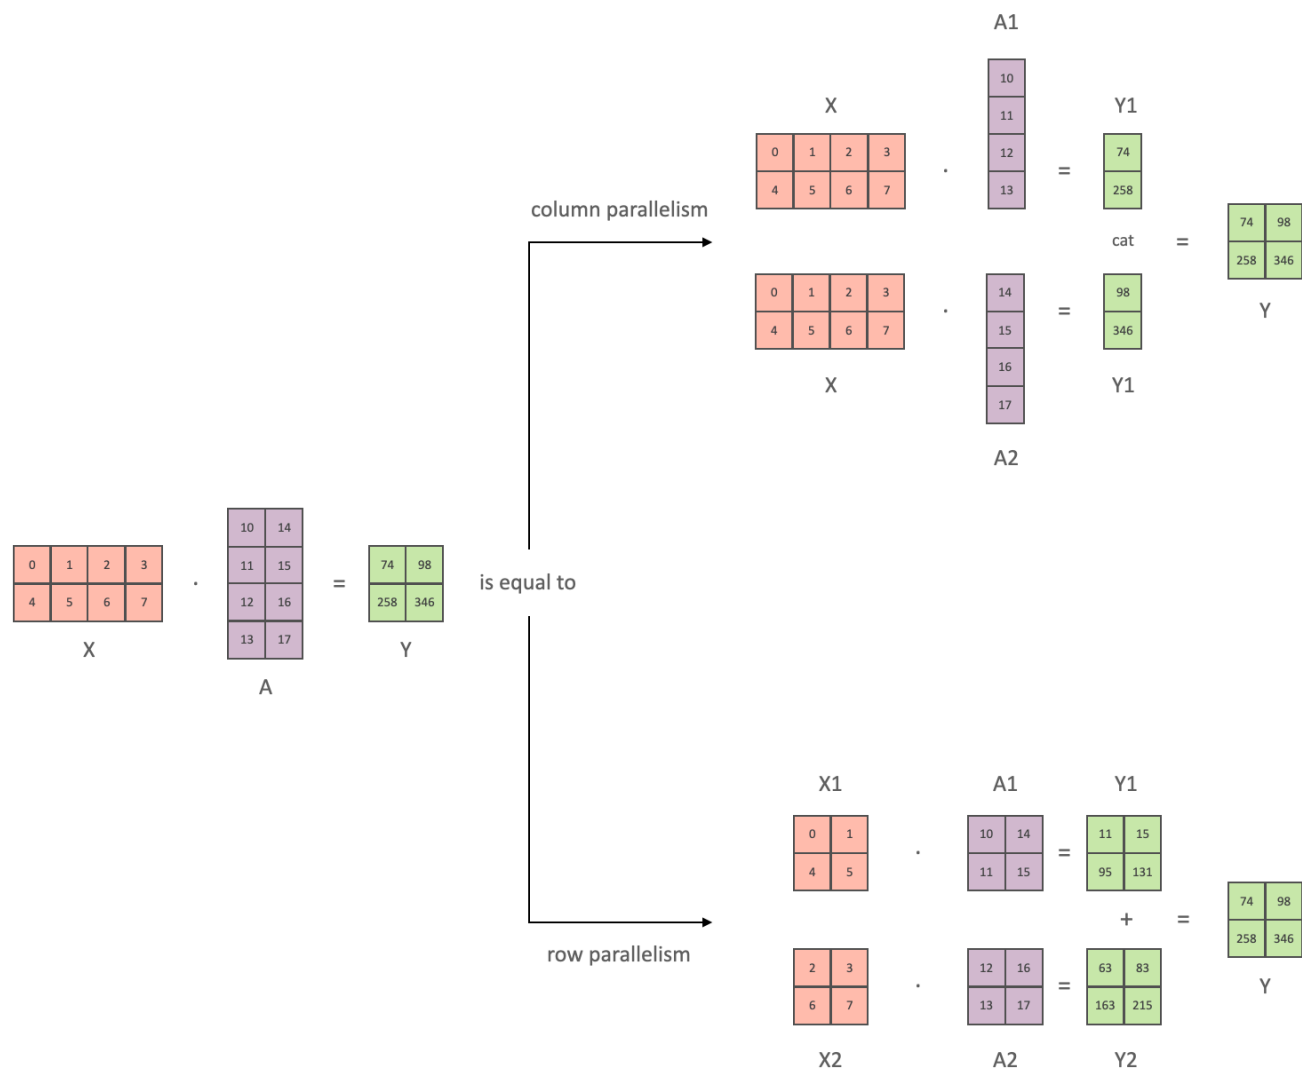 A1
10
11
12
13
X
0 1 2 3
4 5 6 7
.
=
Y1
74
258
column parallelism
cat
=
74 98
258 346
Y
0 1 2 3
4 5 6 7
X
.
14
15
16
17
A2
=
98
346
Y1
0 1 2 3
4 5 6 7
X
.
10 14
11 15
12 16
13 17
A
=
74 98
258 346
Y
is equal to
row parallelism
X1
0 1
4 5
.
A1
10 14
11 15
=
Y1
11 15
95 131
+
=
74 98
258 346
Y
2 3
6 7
X2
.
12 16
13 17
A2
=
63 83
163 215
Y2